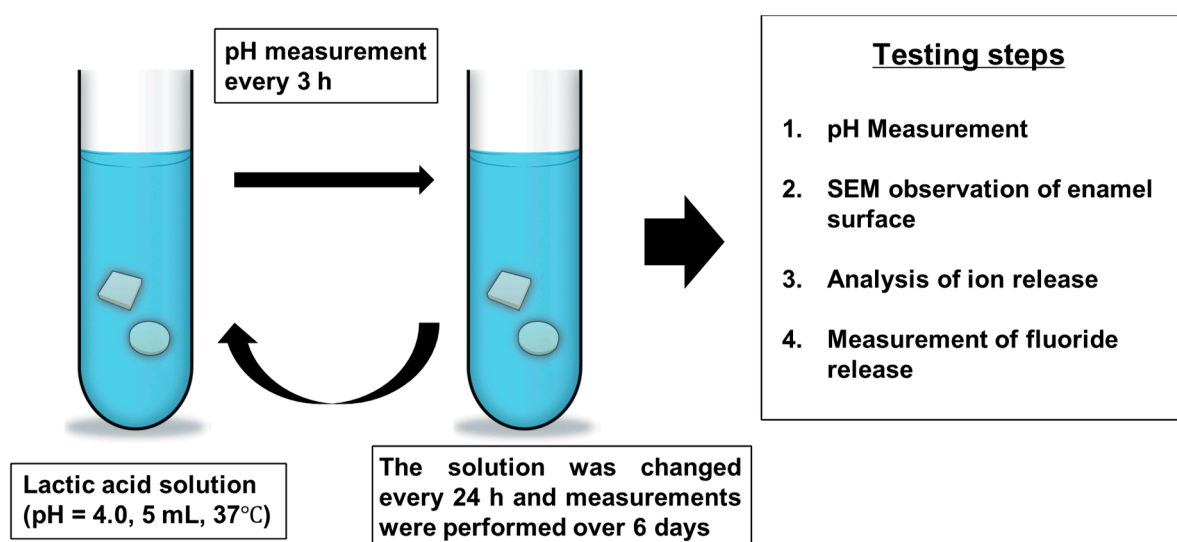 pH measurement
every 3 h
Lactic acid solution
(pH = 4.0, 5 mL, 37℃)
The solution was changed
every 24 h and measurements
were performed over 6 days
Testing steps
1. pH Measurement
2. SEM observation of enamel
surface
3. Analysis of ion release
4. Measurement of fluoride
release